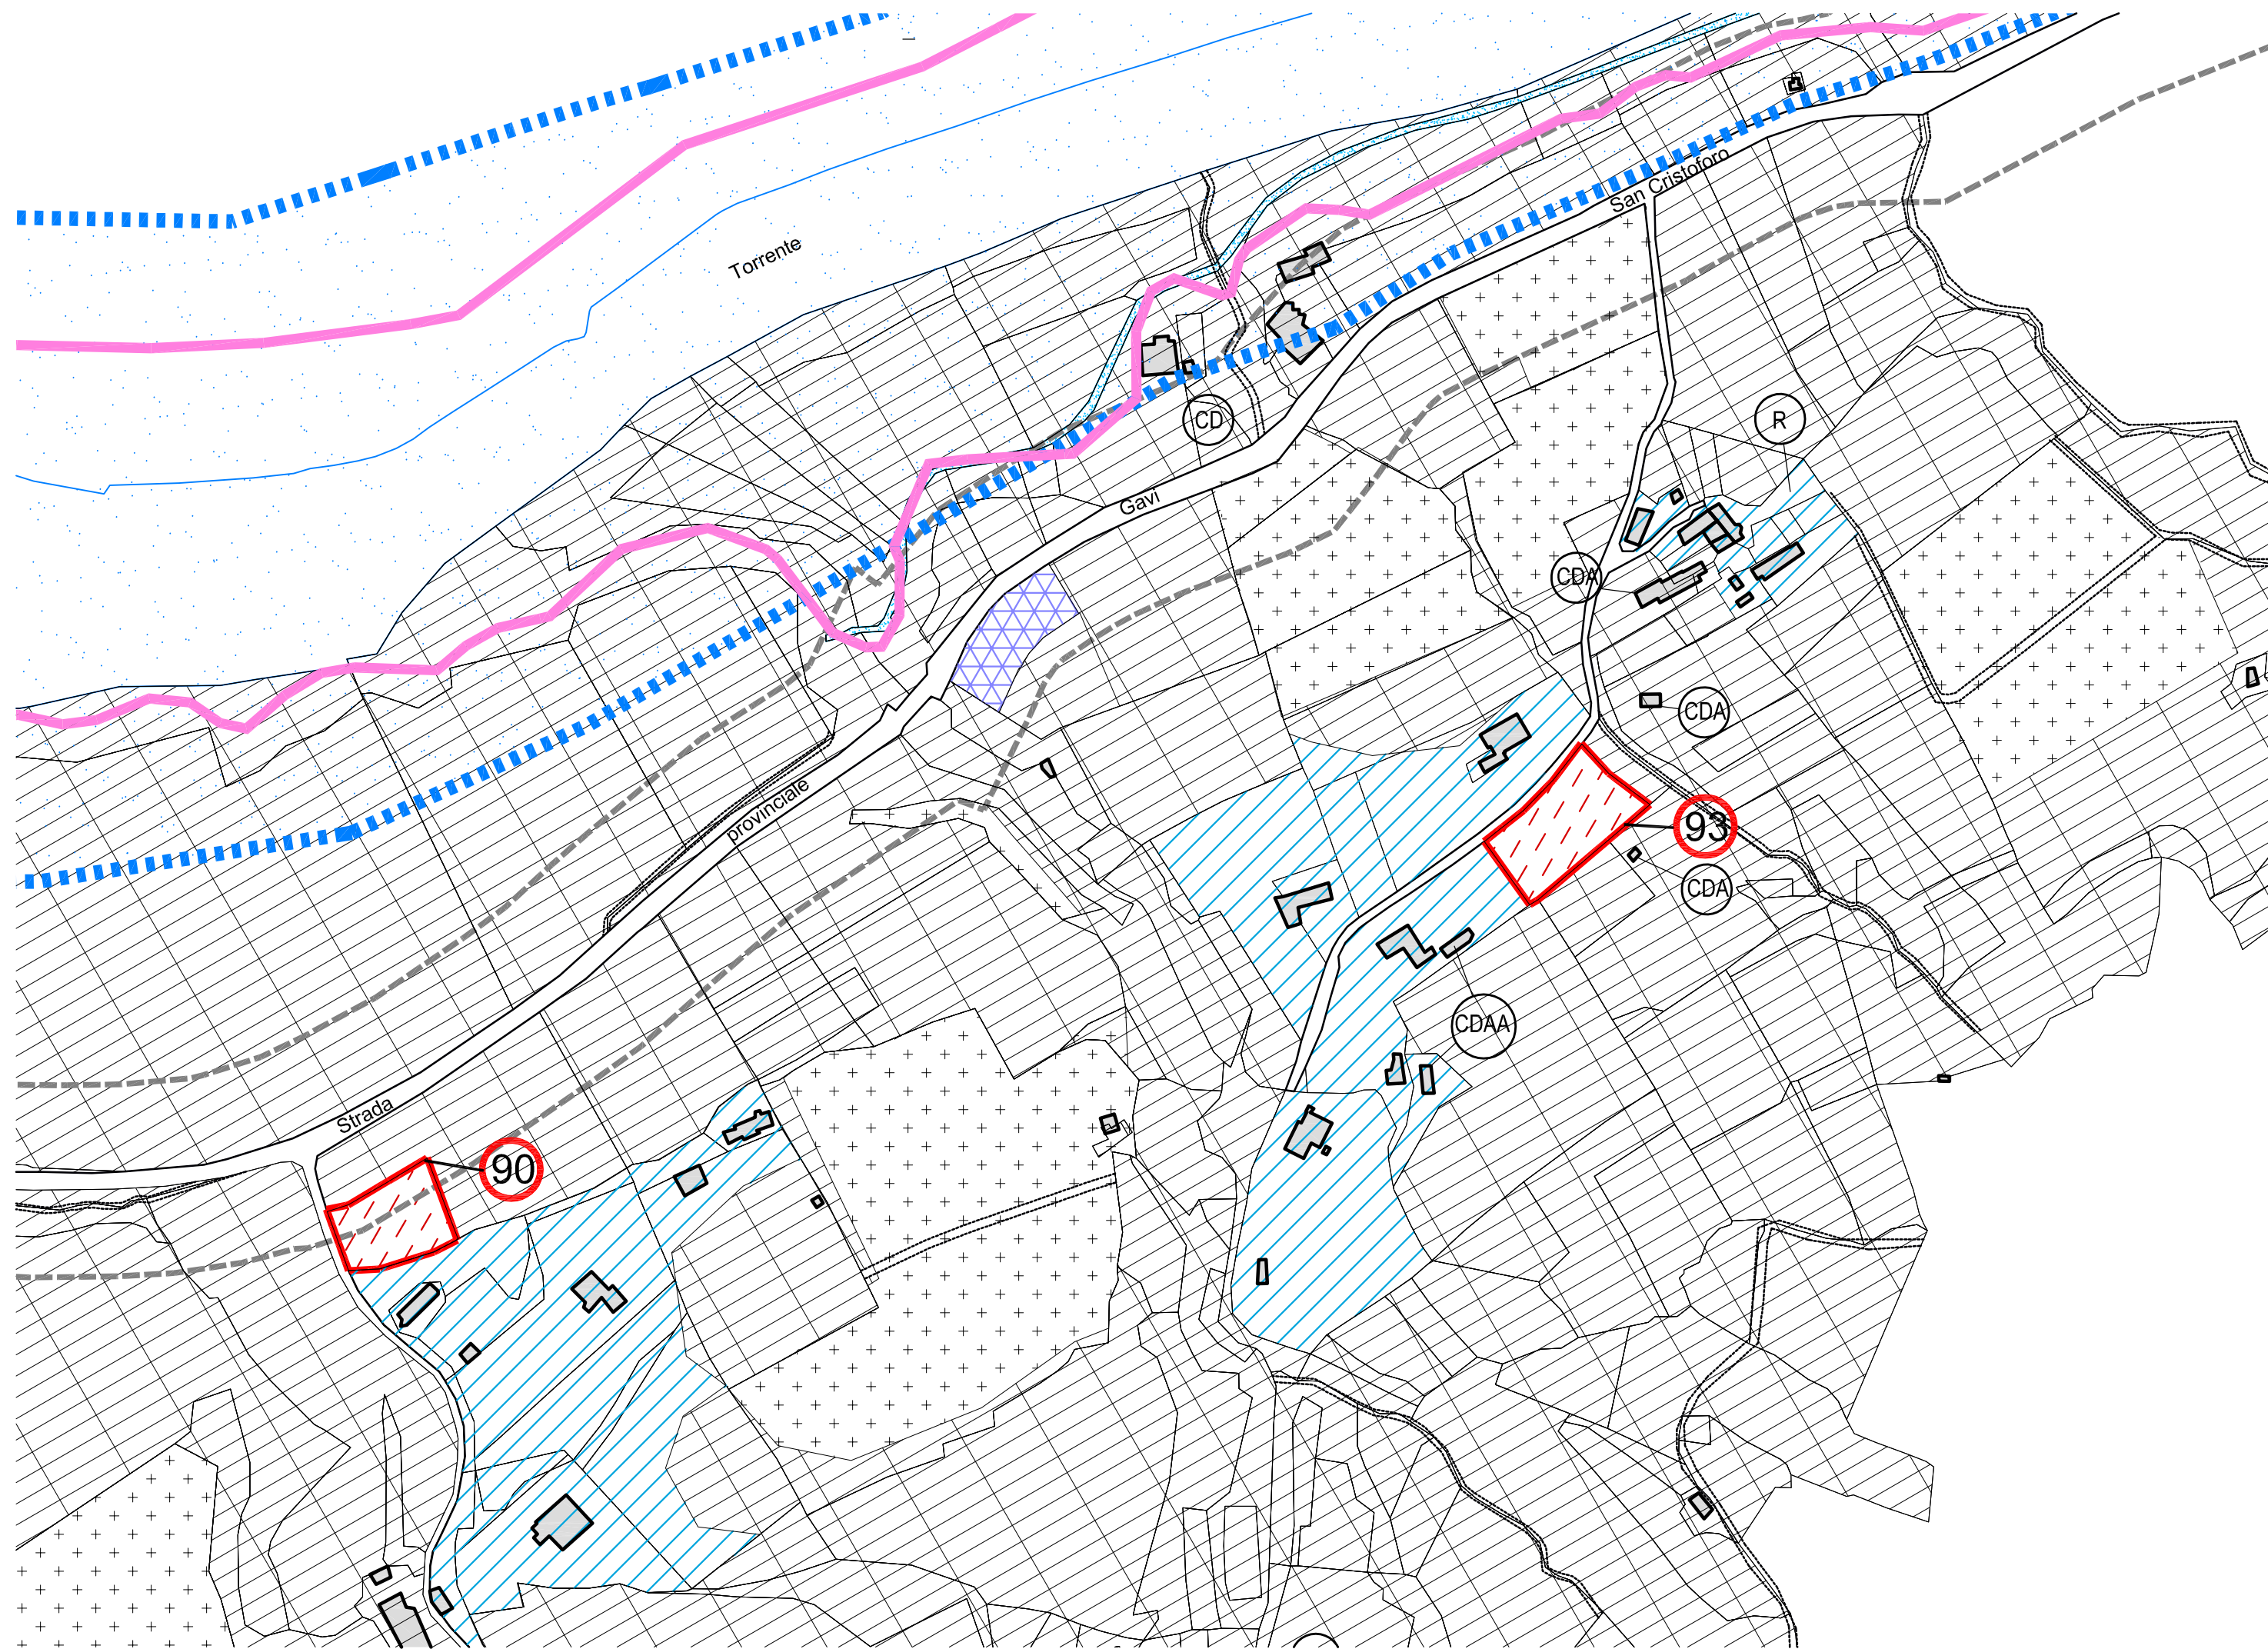 Torrente
San Cristoforo
CD
R
Gavi
CDA
CDA
provinciale
93
CDA
CDAA
Strada
90